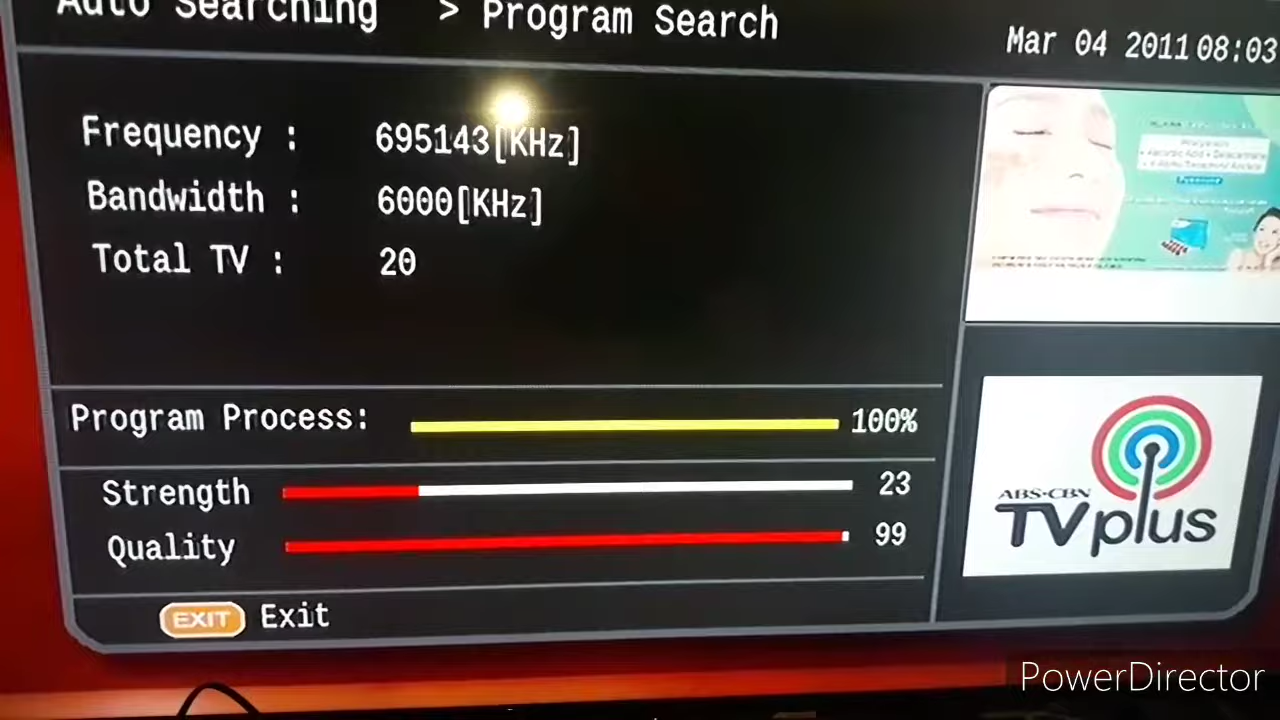 Auto Searching > Program Search
Mar 04 2011 08:03
Frequency : 695143[KHz]
Bandwidth : 6000[KHz]
Total TV : 20
Program Process: 100%
Strength 23
Quality 99
EXIT Exit
ABS-CBN
TVplus
PowerDirector